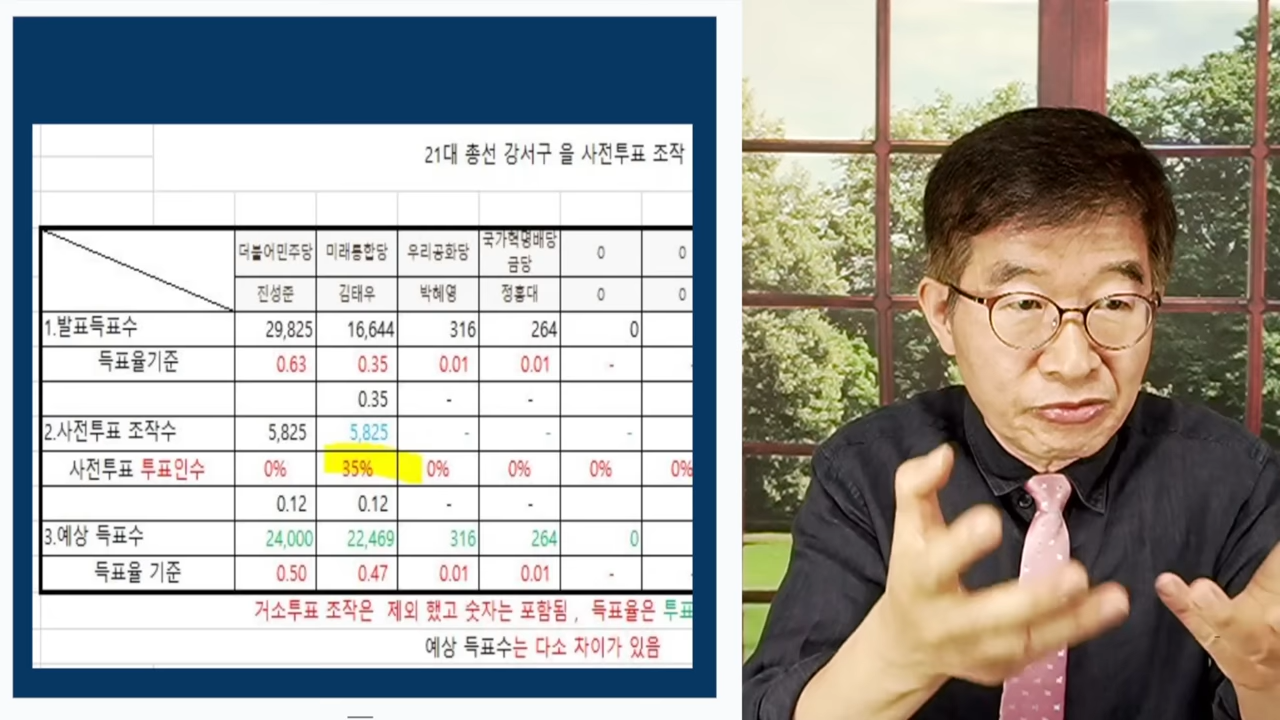 21대 총선 강서구 을 사전투표 조작
더불어민주당 미래통합당 우리공화당 국가혁명배당금당 0 0
진성준 김태우 박혜영 정홍대 0 0
1.발표득표수 29,825 16,644 316 264 0
득표율기준 0.63 0.35 0.01 0.01 - -
0.35 - -
2.사전투표 조작수 5,825 5,825 - - -
사전투표 투표인수 0% 35% 0% 0% 0% 0%
0.12 0.12 - -
3.예상 득표수 24,000 22,469 316 264 0
득표율 기준 0.50 0.47 0.01 0.01 - -
거소투표 조작은 제외 했고 숫자는 포함됨 , 득표율은 투표
예상 득표수는 다소 차이가 있음